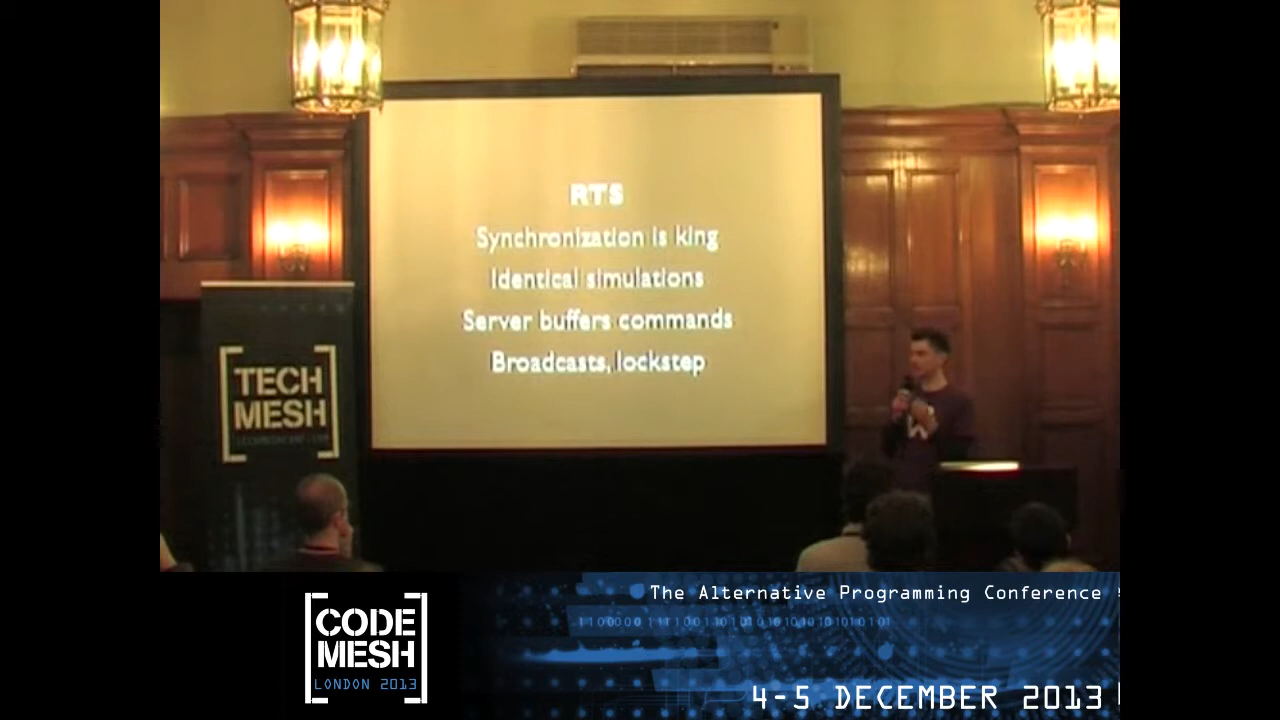 RTS
Synchronization is king
Identical simulations
Server buffers commands
Broadcasts, lockstep
TECH
MESH
CODE
MESH
LONDON 2013
The Alternative Programming Conference
4-5 DECEMBER 2013